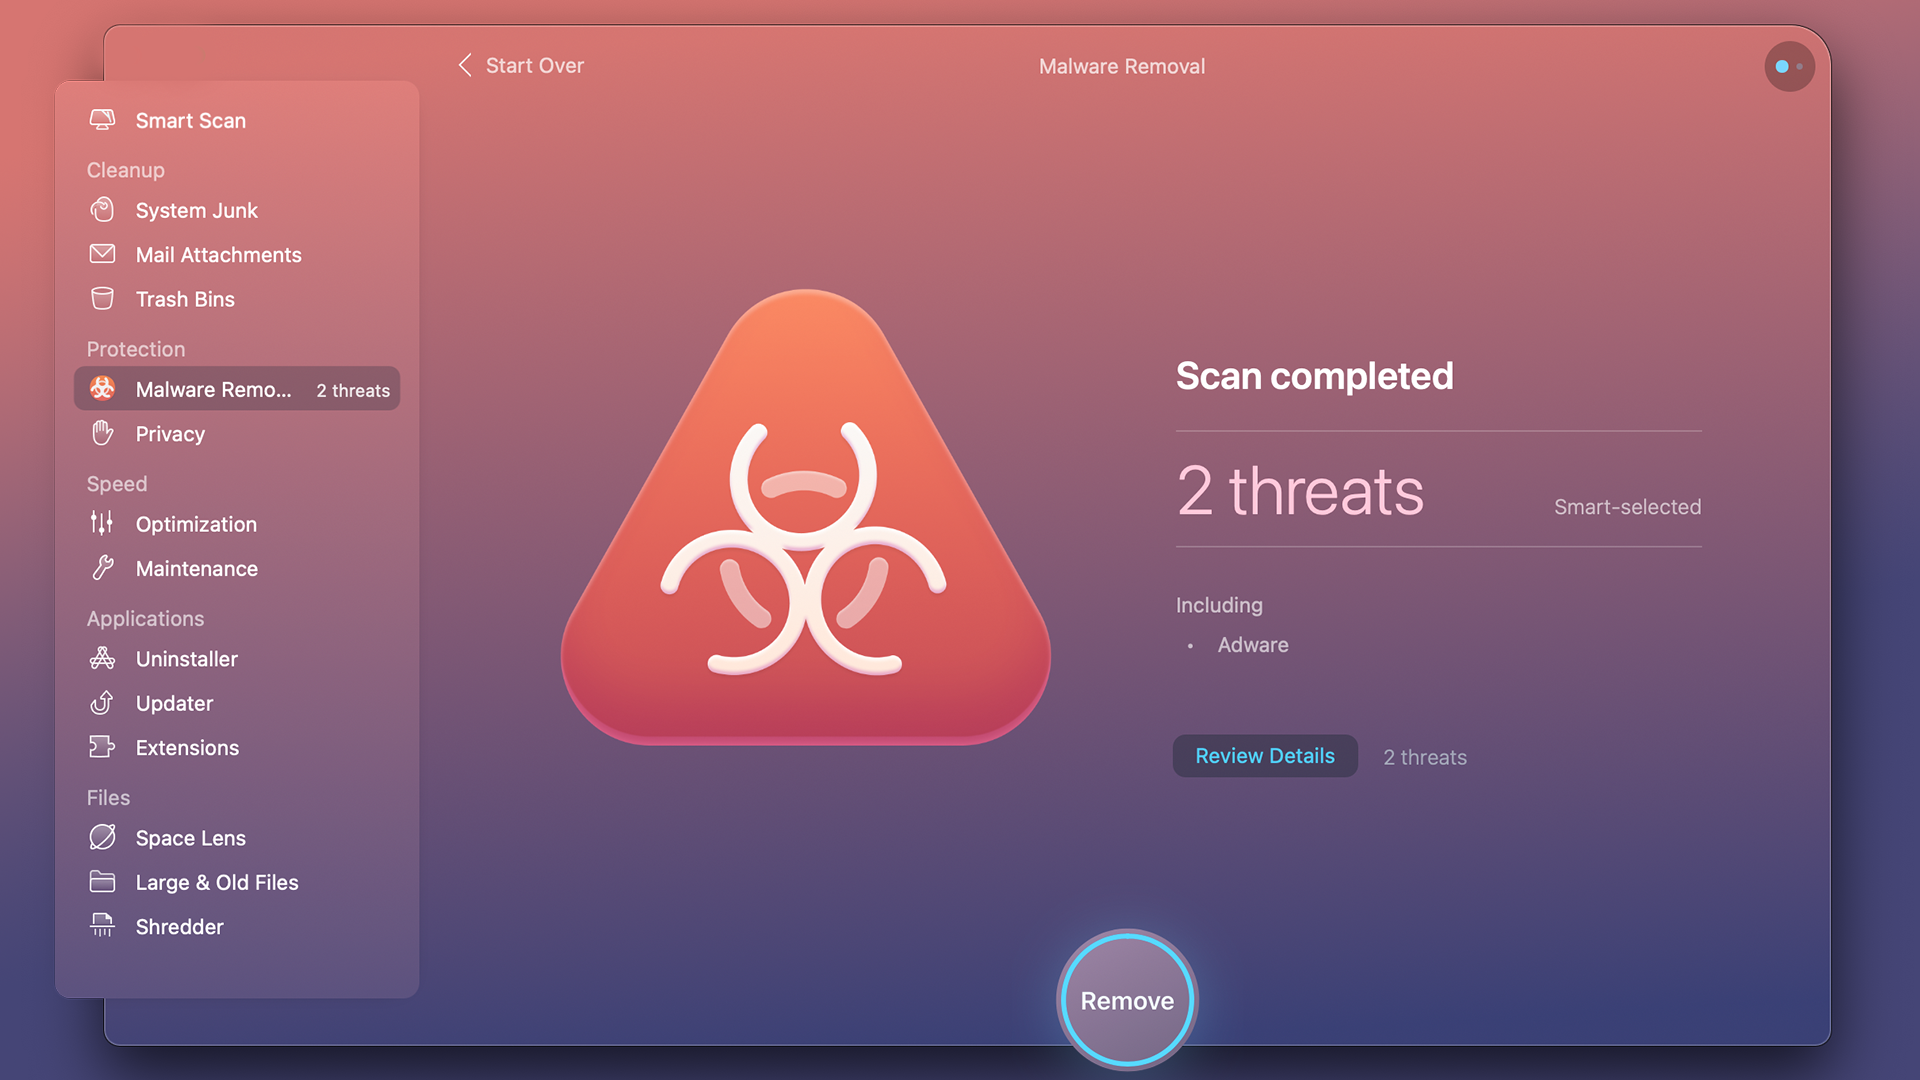 Start Over
Malware Removal
Smart Scan
Cleanup
System Junk
Mail Attachments
Trash Bins
Protection
Malware Remo... 2 threats
Privacy
Speed
Optimization
Maintenance
Applications
Uninstaller
Updater
Extensions
Files
Space Lens
Large & Old Files
Shredder
Scan completed
2 threats Smart-selected
Including
• Adware
Review Details 2 threats
Remove